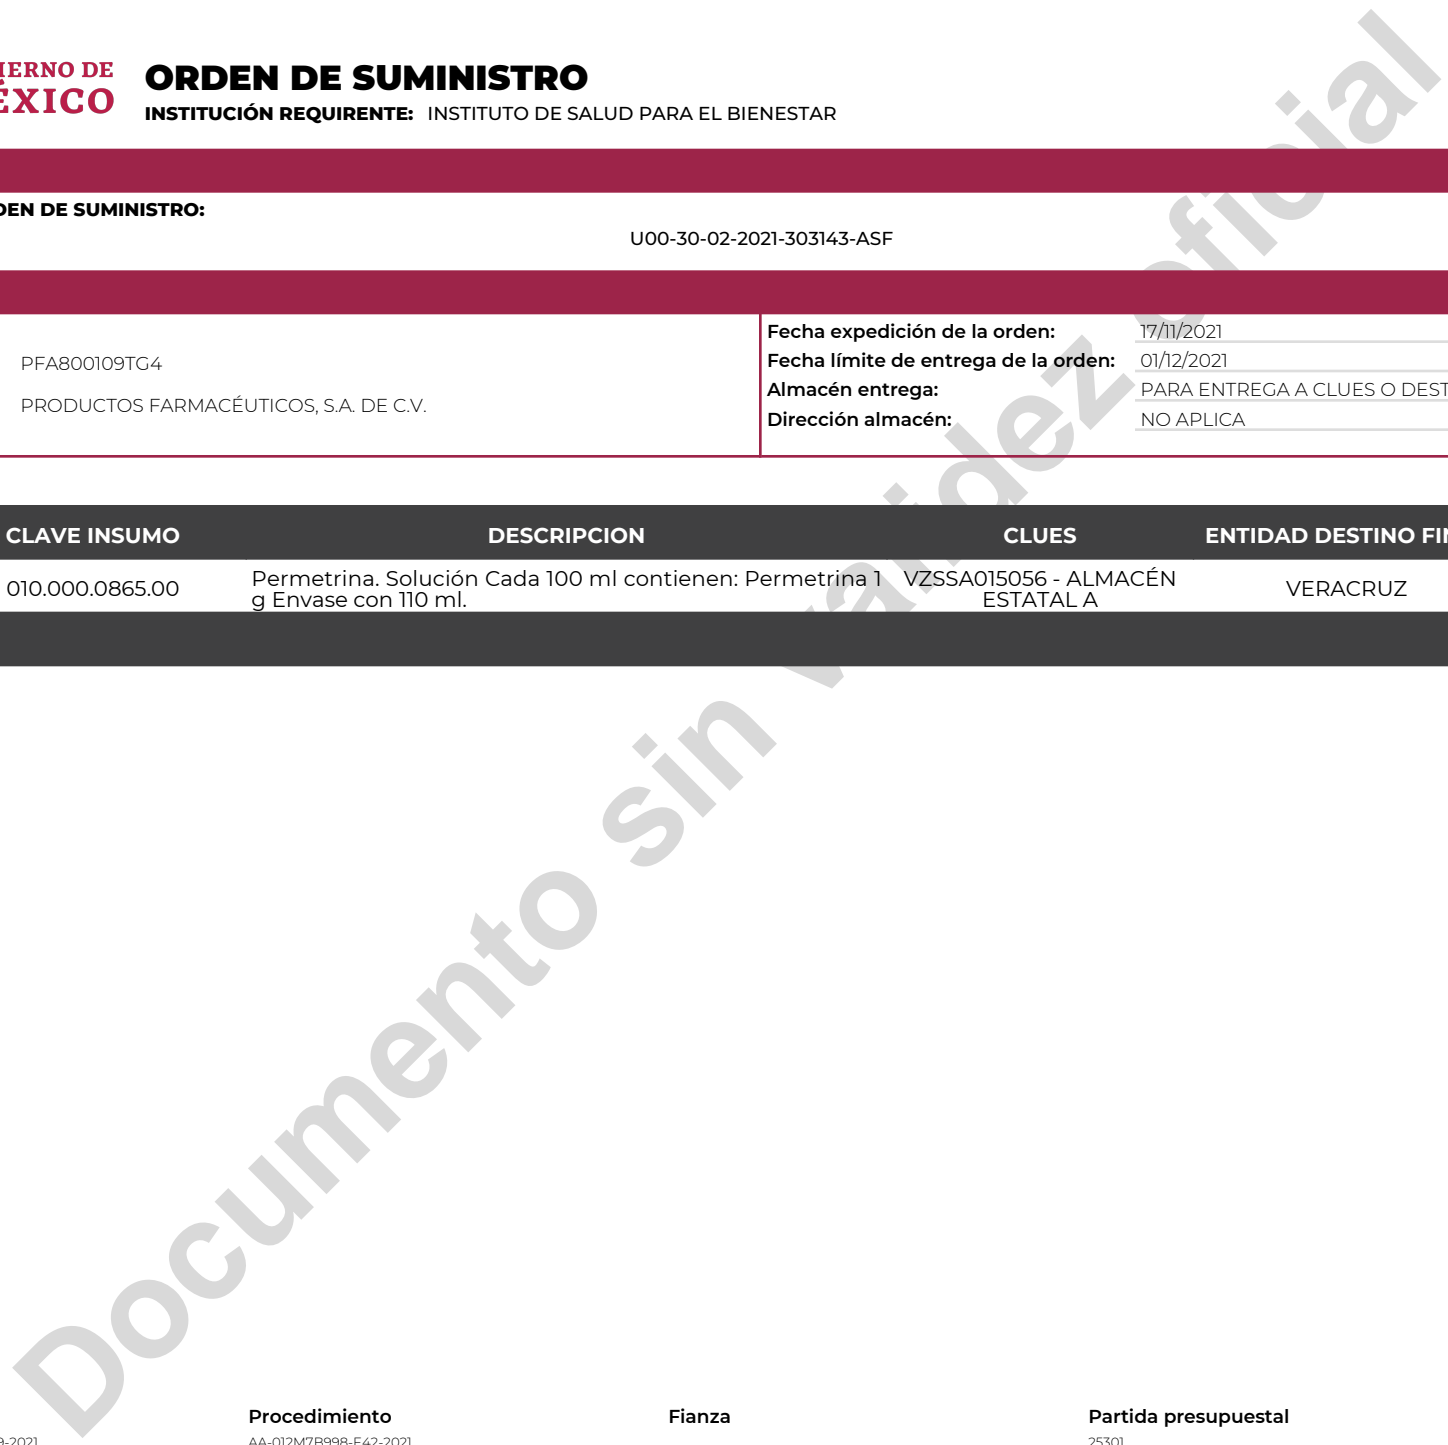 IERNO DE
ÉXICO
ORDEN DE SUMINISTRO
INSTITUCIÓN REQUIRENTE: INSTITUTO DE SALUD PARA EL BIENESTAR
DEN DE SUMINISTRO:
U00-30-02-2021-303143-ASF
PFA800109TG4
PRODUCTOS FARMACÉUTICOS, S.A. DE C.V.
Fecha expedición de la orden: 17/11/2021
Fecha límite de entrega de la orden: 01/12/2021
Almacén entrega: PARA ENTREGA A CLUES O DEST
Dirección almacén: NO APLICA
CLAVE INSUMO DESCRIPCION CLUES ENTIDAD DESTINO FIN
010.000.0865.00 Permetrina. Solución Cada 100 ml contienen: Permetrina 1 VZSSA015056 - ALMACÉN VERACRUZ
g Envase con 110 ml. ESTATAL A
Documento sin validez oficial
Procedimiento Fianza Partida presupuestal
9-2021 AA-012M7B998-E42-2021 25301